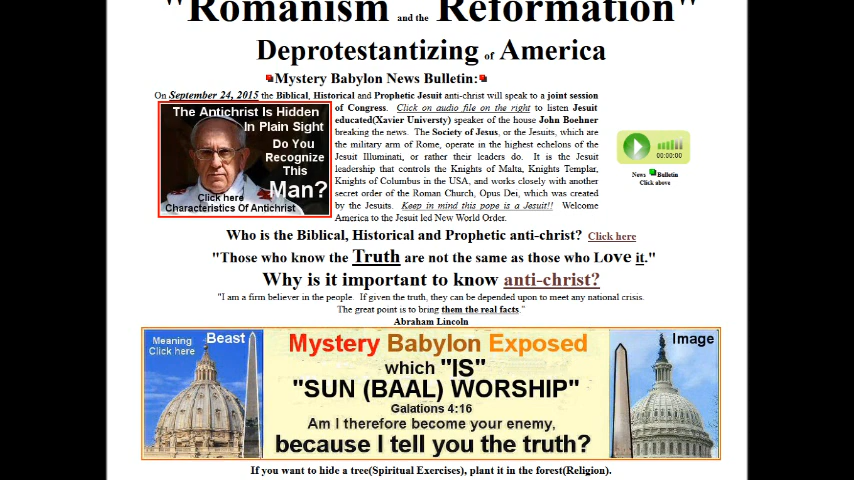 "Romanism and the Reformation"
Deprotestantizing of America
Mystery Babylon News Bulletin:
On September 24, 2015 the Biblical, Historical and Prophetic Jesuit anti-christ will speak to a joint session
of Congress. Click on audio file on the right to listen Jesuit
educated(Xavier Universty) speaker of the house John Boehner
breaking the news. The Society of Jesus, or the Jesuits, which are
the military arm of Rome, operate in the highest echelons of the
Jesuit Illuminati, or rather their leaders do. It is the Jesuit
leadership that controls the Knights of Malta, Knights Templar,
Knights of Columbus in the USA, and works closely with another
secret order of the Roman Church, Opus Dei, which was created
by the Jesuits. Keep in mind this pope is a Jesuit!! Welcome
America to the Jesuit led New World Order.
The Antichrist Is Hidden
In Plain Sight
Do You
Recognize
This
Man?
Click here
Characteristics Of Antichrist
00:00:00
News Bulletin
Click above
Who is the Biblical, Historical and Prophetic anti-christ? Click here
"Those who know the Truth are not the same as those who Love it."
Why is it important to know anti-christ?
"I am a firm believer in the people. If given the truth, they can be depended upon to meet any national crisis.
The great point is to bring them the real facts."
Abraham Lincoln
Meaning
Click here
Beast
Mystery Babylon Exposed
which "IS"
"SUN (BAAL) WORSHIP"
Galations 4:16
Am I therefore become your enemy,
because I tell you the truth?
Image
If you want to hide a tree(Spiritual Exercises), plant it in the forest(Religion).